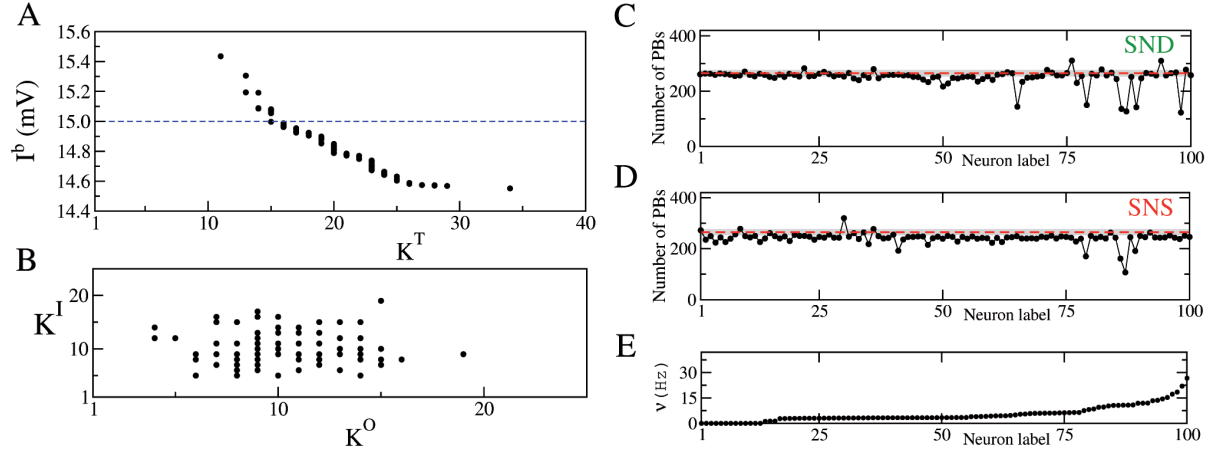 A
15.6
15.4
15.2
15.0
14.8
14.6
14.4
I^b (mV)
1
10
20
30
40
K^T
B
20
10
K^I
1
1
10
20
K^O
C
400
200
0
Number of PBs
SND
1
25
50
Neuron label
75
100
D
400
200
0
Number of PBs
SNS
1
25
50
Neuron label
75
100
E
30
15
0
ν (Hz)
1
25
50
Neuron label
75
100